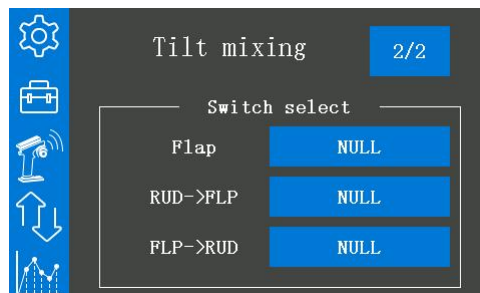 Tilt mixing 2/2
Switch select
Flap NULL
RUD->FLP NULL
FLP->RUD NULL